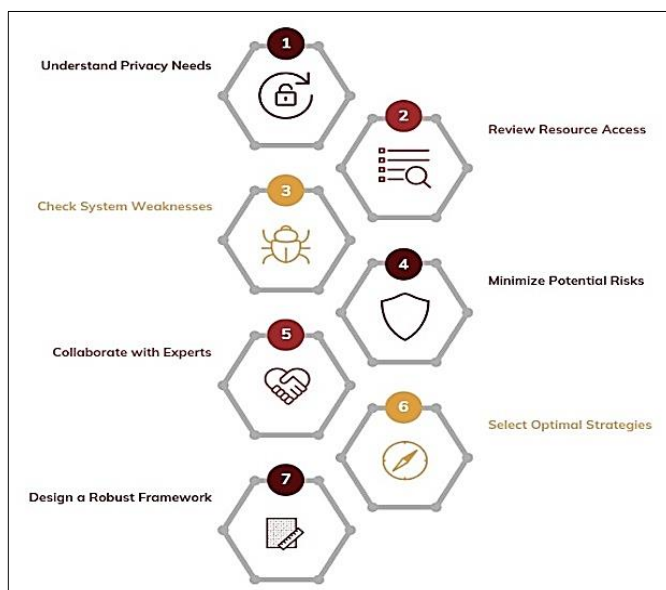 1
Understand Privacy Needs
2
Review Resource Access
3
Check System Weaknesses
4
Minimize Potential Risks
5
Collaborate with Experts
6
Select Optimal Strategies
7
Design a Robust Framework